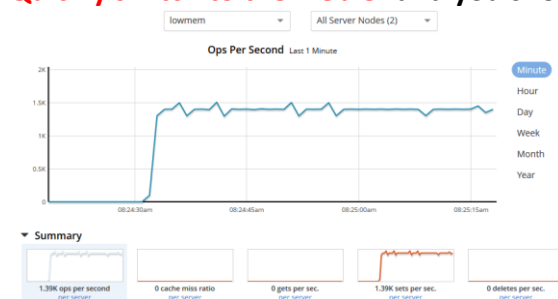 lowmem All Server Nodes (2)
Ops Per Second Last 1 Minute
2K
1.5K
1K
0.5K
0
08:24:30am 08:24:45am 08:25:00am 08:25:15am
Minute
Hour
Day
Week
Month
Year
Summary
1.39K ops per second 0 cache miss ratio 0 gets per sec. 1.39K sets per sec. 0 deletes per sec.
per server per server per server per server per server